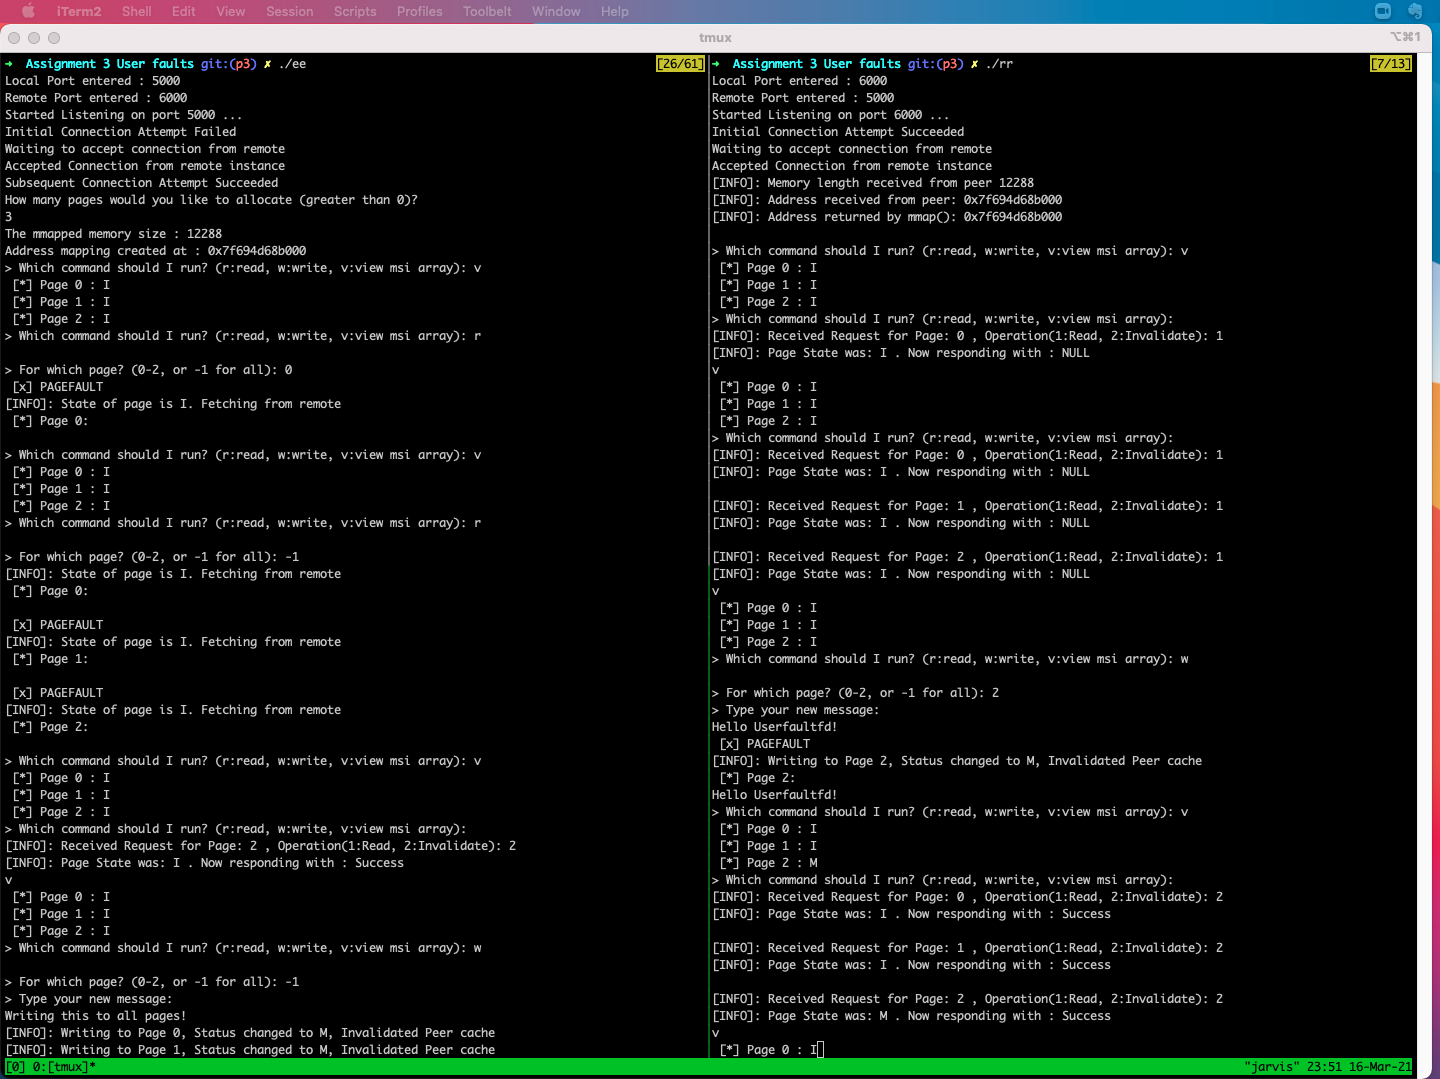 iTerm2 Shell Edit View Session Scripts Profiles Toolbelt Window Help
tmux ⌥⌘1
➜  Assignment 3 User faults git:(p3) ✗ ./ee [26/61]
Local Port entered : 5000
Remote Port entered : 6000
Started Listening on port 5000 ...
Initial Connection Attempt Failed
Waiting to accept connection from remote
Accepted Connection from remote instance
Subsequent Connection Attempt Succeeded
How many pages would you like to allocate (greater than 0)?
3
The mmapped memory size : 12288
Address mapping created at : 0x7f694d68b000
> Which command should I run? (r:read, w:write, v:view msi array): v
[*] Page 0 : I
[*] Page 1 : I
[*] Page 2 : I
> Which command should I run? (r:read, w:write, v:view msi array): r
> For which page? (0-2, or -1 for all): 0
[x] PAGEFAULT
[INFO]: State of page is I. Fetching from remote
[*] Page 0:
> Which command should I run? (r:read, w:write, v:view msi array): v
[*] Page 0 : I
[*] Page 1 : I
[*] Page 2 : I
> Which command should I run? (r:read, w:write, v:view msi array): r
> For which page? (0-2, or -1 for all): -1
[INFO]: State of page is I. Fetching from remote
[*] Page 0:
[x] PAGEFAULT
[INFO]: State of page is I. Fetching from remote
[*] Page 1:
[x] PAGEFAULT
[INFO]: State of page is I. Fetching from remote
[*] Page 2:
> Which command should I run? (r:read, w:write, v:view msi array): v
[*] Page 0 : I
[*] Page 1 : I
[*] Page 2 : I
> Which command should I run? (r:read, w:write, v:view msi array):
[INFO]: Received Request for Page: 2 , Operation(1:Read, 2:Invalidate): 2
[INFO]: Page State was: I . Now responding with : Success
v
[*] Page 0 : I
[*] Page 1 : I
[*] Page 2 : I
> Which command should I run? (r:read, w:write, v:view msi array): w
> For which page? (0-2, or -1 for all): -1
> Type your new message:
Writing this to all pages!
[INFO]: Writing to Page 0, Status changed to M, Invalidated Peer cache
[INFO]: Writing to Page 1, Status changed to M, Invalidated Peer cache
➜  Assignment 3 User faults git:(p3) ✗ ./rr [7/13]
Local Port entered : 6000
Remote Port entered : 5000
Started Listening on port 6000 ...
Initial Connection Attempt Succeeded
Waiting to accept connection from remote
Accepted Connection from remote instance
[INFO]: Memory length received from peer 12288
[INFO]: Address received from peer: 0x7f694d68b000
[INFO]: Address returned by mmap(): 0x7f694d68b000
> Which command should I run? (r:read, w:write, v:view msi array): v
[*] Page 0 : I
[*] Page 1 : I
[*] Page 2 : I
> Which command should I run? (r:read, w:write, v:view msi array):
[INFO]: Received Request for Page: 0 , Operation(1:Read, 2:Invalidate): 1
[INFO]: Page State was: I . Now responding with : NULL
v
[*] Page 0 : I
[*] Page 1 : I
[*] Page 2 : I
> Which command should I run? (r:read, w:write, v:view msi array):
[INFO]: Received Request for Page: 0 , Operation(1:Read, 2:Invalidate): 1
[INFO]: Page State was: I . Now responding with : NULL
[INFO]: Received Request for Page: 1 , Operation(1:Read, 2:Invalidate): 1
[INFO]: Page State was: I . Now responding with : NULL
[INFO]: Received Request for Page: 2 , Operation(1:Read, 2:Invalidate): 1
[INFO]: Page State was: I . Now responding with : NULL
v
[*] Page 0 : I
[*] Page 1 : I
[*] Page 2 : I
> Which command should I run? (r:read, w:write, v:view msi array): w
> For which page? (0-2, or -1 for all): 2
> Type your new message:
Hello Userfaultfd!
[x] PAGEFAULT
[INFO]: Writing to Page 2, Status changed to M, Invalidated Peer cache
[*] Page 2:
Hello Userfaultfd!
> Which command should I run? (r:read, w:write, v:view msi array): v
[*] Page 0 : I
[*] Page 1 : I
[*] Page 2 : M
> Which command should I run? (r:read, w:write, v:view msi array):
[INFO]: Received Request for Page: 0 , Operation(1:Read, 2:Invalidate): 2
[INFO]: Page State was: I . Now responding with : Success
[INFO]: Received Request for Page: 1 , Operation(1:Read, 2:Invalidate): 2
[INFO]: Page State was: I . Now responding with : Success
[INFO]: Received Request for Page: 2 , Operation(1:Read, 2:Invalidate): 2
[INFO]: Page State was: M . Now responding with : Success
v
[*] Page 0 : I
[0] 0:[tmux]* "jarvis" 23:51 16-Mar-21